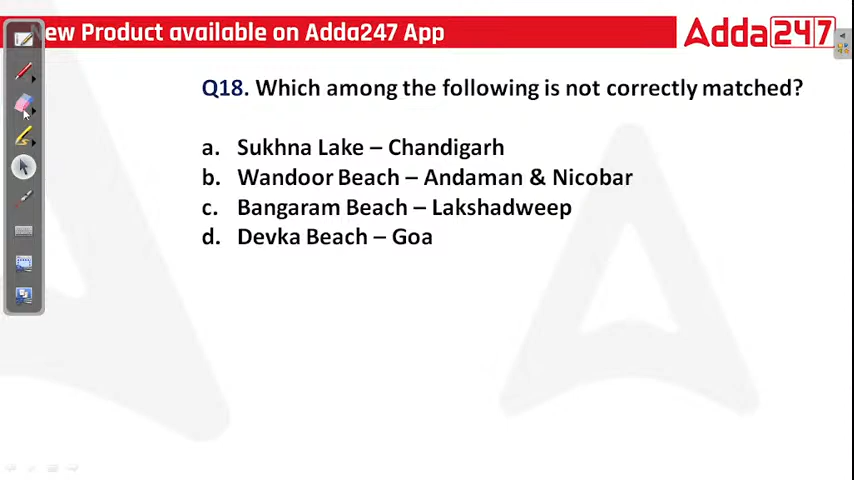 New Product available on Adda247 App
Adda247
Q18. Which among the following is not correctly matched?
a. Sukhna Lake – Chandigarh
b. Wandoor Beach – Andaman & Nicobar
c. Bangaram Beach – Lakshadweep
d. Devka Beach – Goa